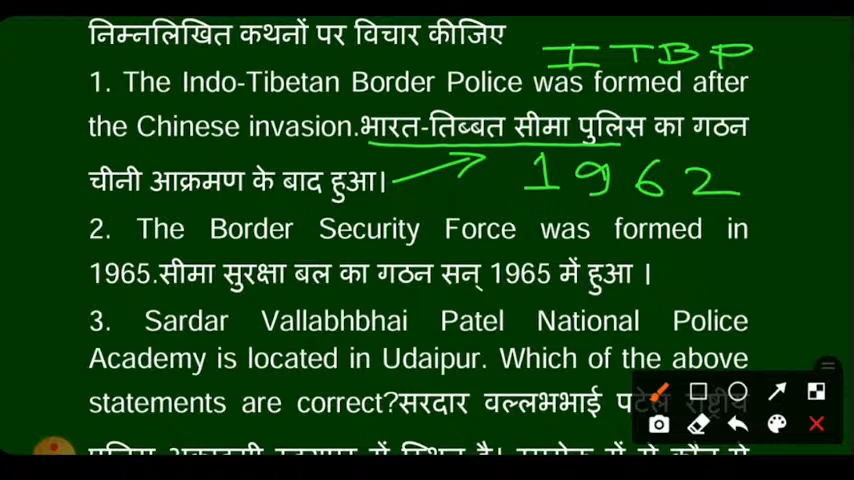 निम्नलिखित कथनों पर विचार कीजिए
ITBP
1. The Indo-Tibetan Border Police was formed after
the Chinese invasion.भारत-तिब्बत सीमा पुलिस का गठन
चीनी आक्रमण के बाद हुआ।
1962
2. The Border Security Force was formed in
1965.सीमा सुरक्षा बल का गठन सन् 1965 में हुआ ।
3. Sardar Vallabhbhai Patel National Police
Academy is located in Udaipur. Which of the above
statements are correct?सरदार वल्लभभाई पटेल राष्ट्रीय